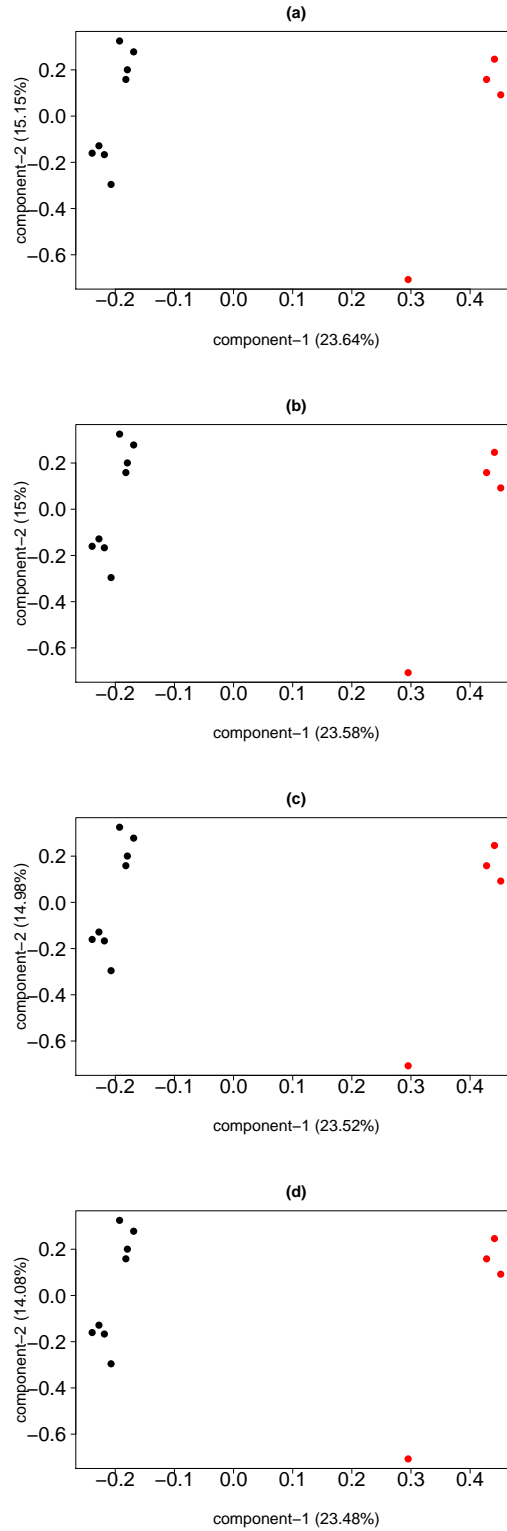 (a)
component−2 (15.15%)
0.2
0.0
−0.2
−0.4
−0.6
−0.2 −0.1 0.0 0.1 0.2 0.3 0.4
component−1 (23.64%)
(b)
component−2 (15%)
0.2
0.0
−0.2
−0.4
−0.6
−0.2 −0.1 0.0 0.1 0.2 0.3 0.4
component−1 (23.58%)
(c)
component−2 (14.98%)
0.2
0.0
−0.2
−0.4
−0.6
−0.2 −0.1 0.0 0.1 0.2 0.3 0.4
component−1 (23.52%)
(d)
component−2 (14.08%)
0.2
0.0
−0.2
−0.4
−0.6
−0.2 −0.1 0.0 0.1 0.2 0.3 0.4
component−1 (23.48%)